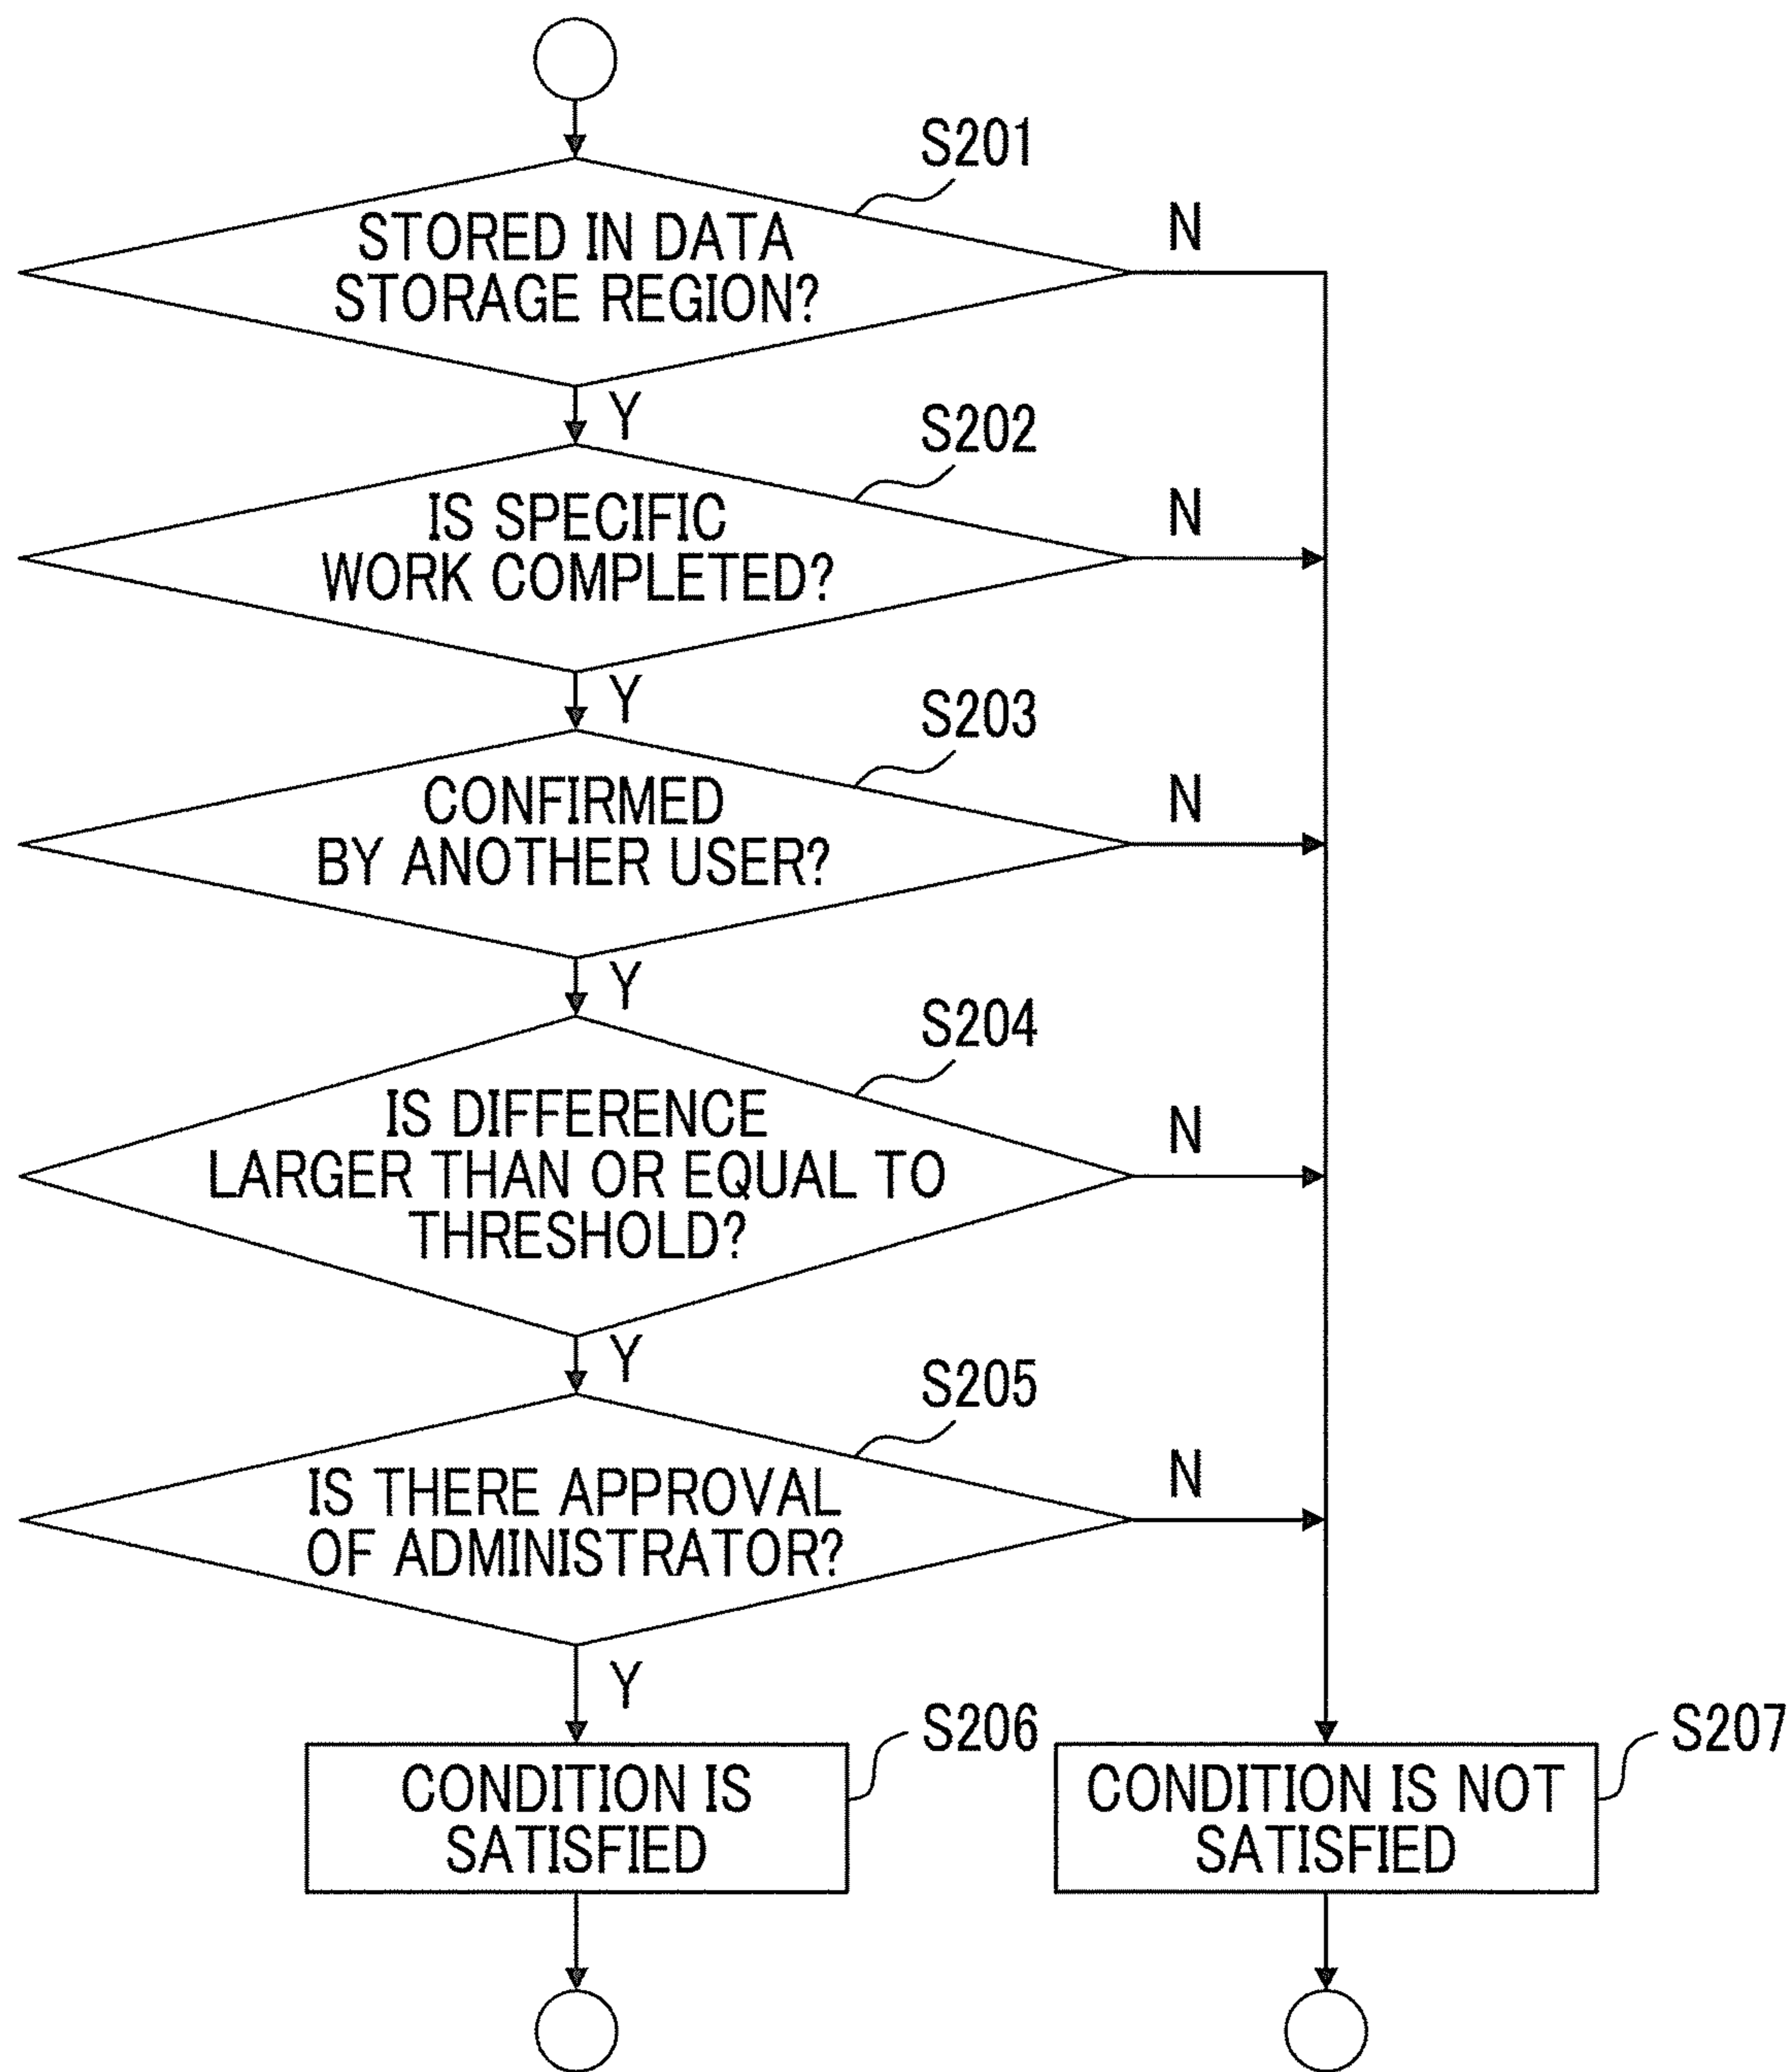 S201
STORED IN DATA
STORAGE REGION?
N
Y
S202
IS SPECIFIC
WORK COMPLETED?
N
Y
S203
CONFIRMED
BY ANOTHER USER?
N
Y
S204
IS DIFFERENCE
LARGER THAN OR EQUAL TO
THRESHOLD?
N
Y
S205
IS THERE APPROVAL
OF ADMINISTRATOR?
N
Y
S206
CONDITION IS
SATISFIED
S207
CONDITION IS NOT
SATISFIED